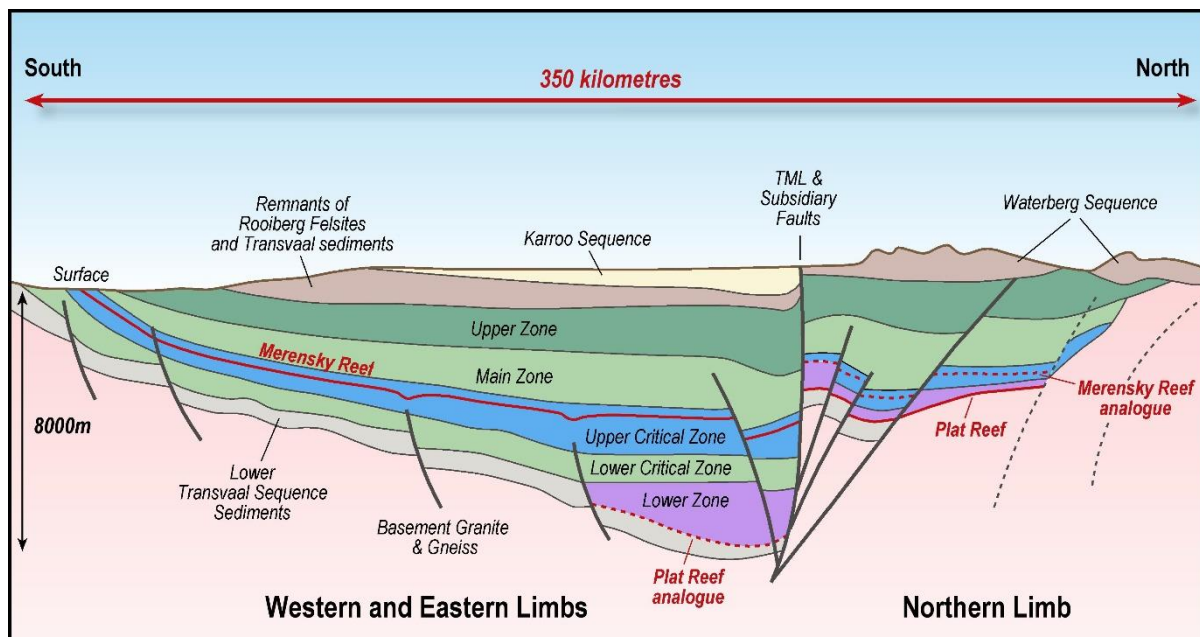 South
350 kilometres
North
Remnants of
Rooiberg Felsites
and Transvaal sediments
Karroo Sequence
TML &
Subsidiary
Faults
Waterberg Sequence
Surface
Upper Zone
Merensky Reef
Main Zone
8000m
Upper Critical Zone
Lower Critical Zone
Lower Zone
Lower
Transvaal Sequence
Sediments
Basement Granite
& Gneiss
Plat Reef
analogue
Plat Reef
Merensky Reef
analogue
Western and Eastern Limbs
Northern Limb